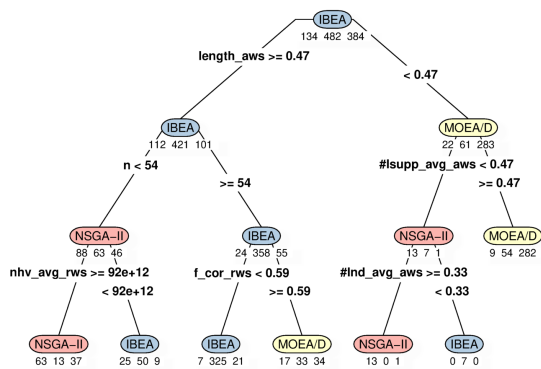 IBEA
134 482 384
length_aws >= 0.47
< 0.47
IBEA
MOEA/D
112 421 101
22 61 283
n < 54
#lsupp_avg_aws < 0.47
>= 54
>= 0.47
NSGA-II
IBEA
NSGA-II
MOEA/D
88 63 46
24 358 55
13 7 1
9 54 282
nhv_avg_rws >= 92e+12
f_cor_rws < 0.59
#lnd_avg_aws >= 0.33
< 92e+12
>= 0.59
< 0.33
NSGA-II
IBEA
IBEA
MOEA/D
NSGA-II
IBEA
63 13 37
25 50 9
7 325 21
17 33 34
13 0 1
0 7 0